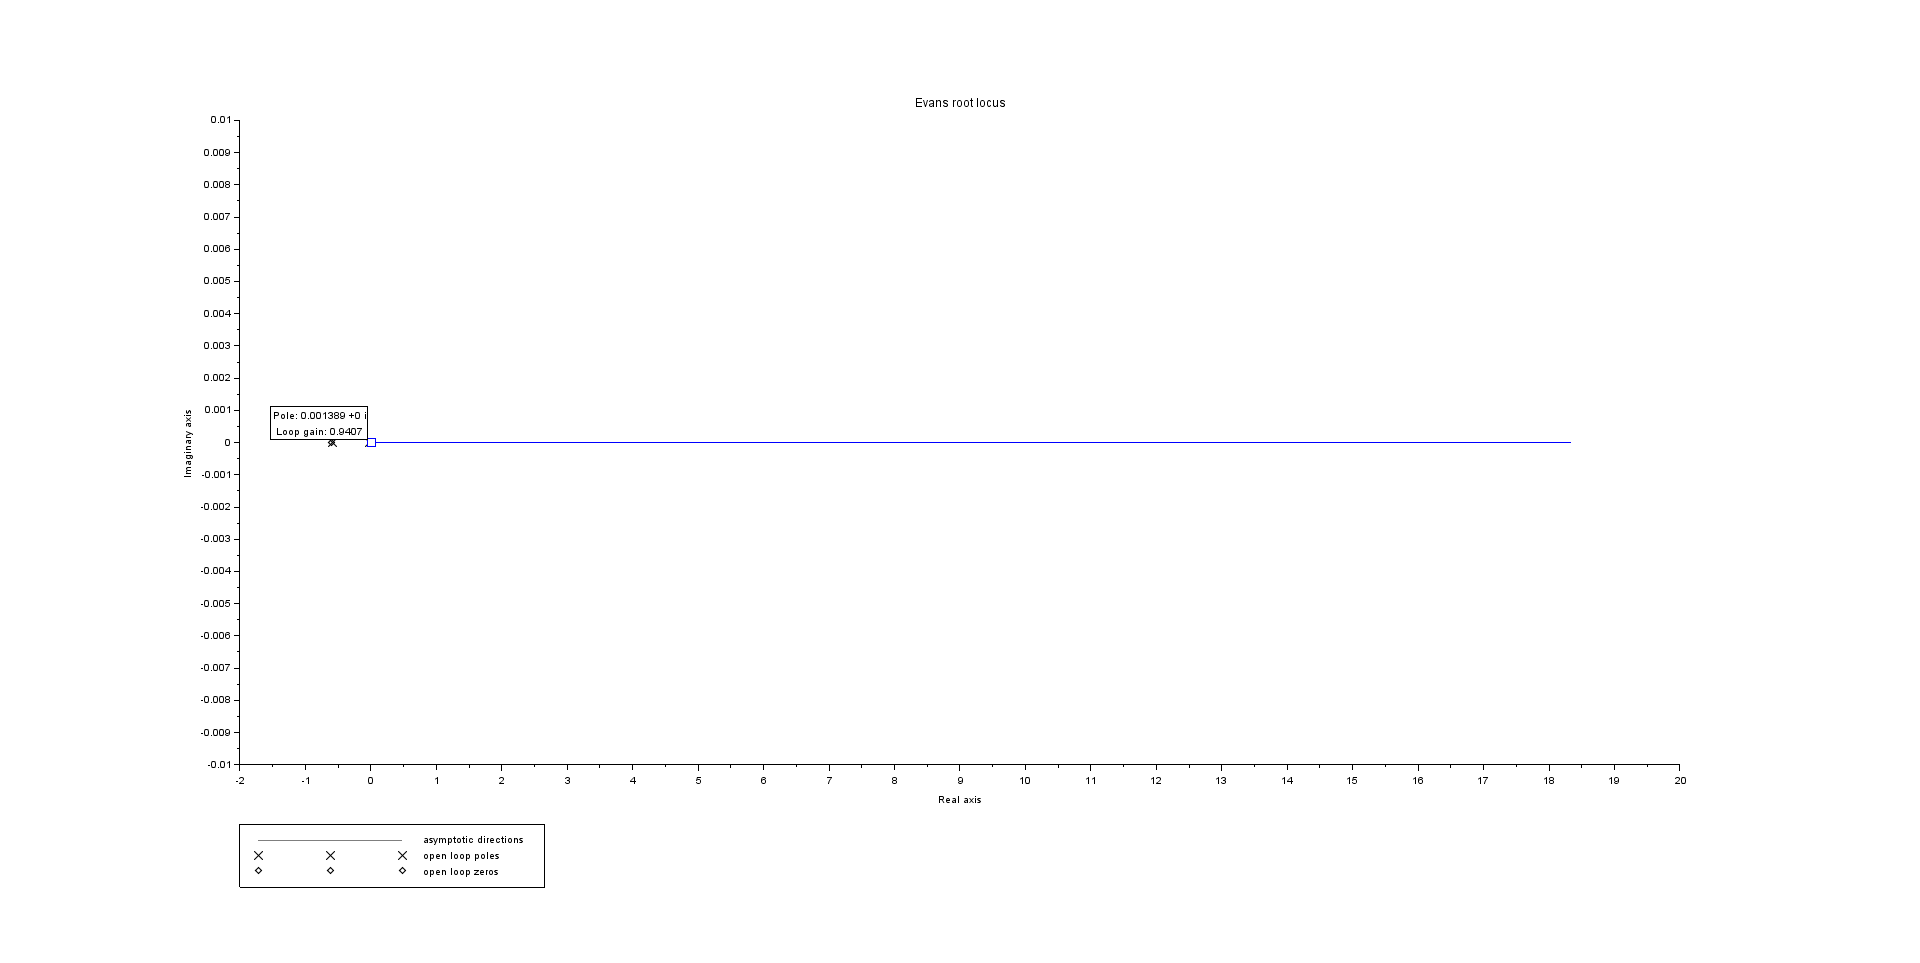 Evans root locus
0.01
0.009
0.008
0.007
0.006
0.005
0.004
0.003
0.002
0.001
0
-0.001
-0.002
-0.003
-0.004
-0.005
-0.006
-0.007
-0.008
-0.009
-0.01
Imaginary axis
Pole: 0.001389 +0 i
Loop gain: 0.9407
-2 -1 0 1 2 3 4 5 6 7 8 9 10 11 12 13 14 15 16 17 18 19 20
Real axis
asymptotic directions
open loop poles
open loop zeros